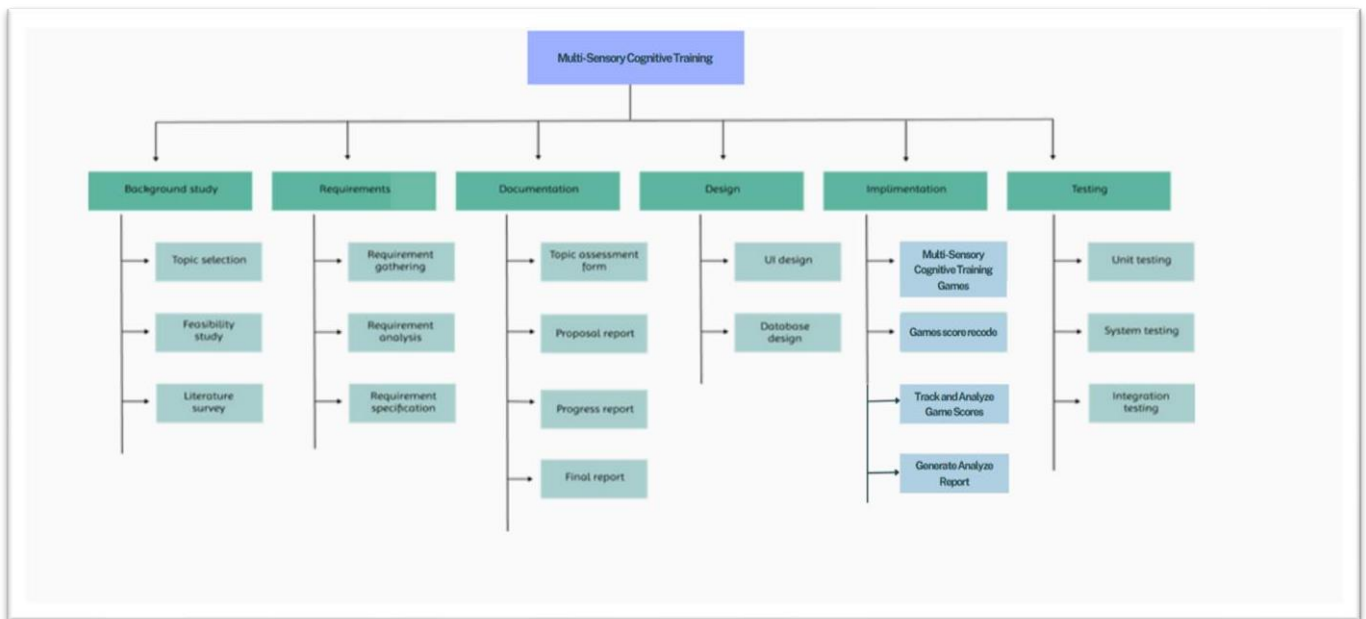 Multi-Sensory Cognitive Training
Background study
Requirements
Documentation
Design
Implimentation
Testing
Topic selection
Feasibility
study
Literature
survey
Requirement
gathering
Requirement
analysis
Requirement
specification
Topic assessment
form
Proposal report
Progress report
Final report
UI design
Database
design
Multi-Sensory
Cognitive Training
Games
Games score recode
Track and Analyze
Game Scores
Generate Analyze
Report
Unit testing
System testing
Integration
testing